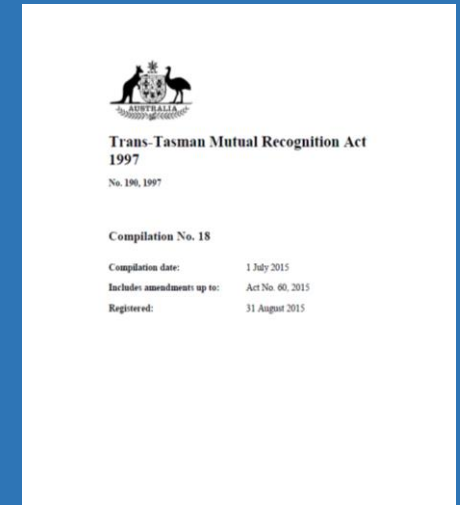 AUSTRALIA
Trans-Tasman Mutual Recognition Act
1997
No. 190, 1997
Compilation No. 18
Compilation date: 1 July 2015
Includes amendments up to: Act No. 60, 2015
Registered: 31 August 2015